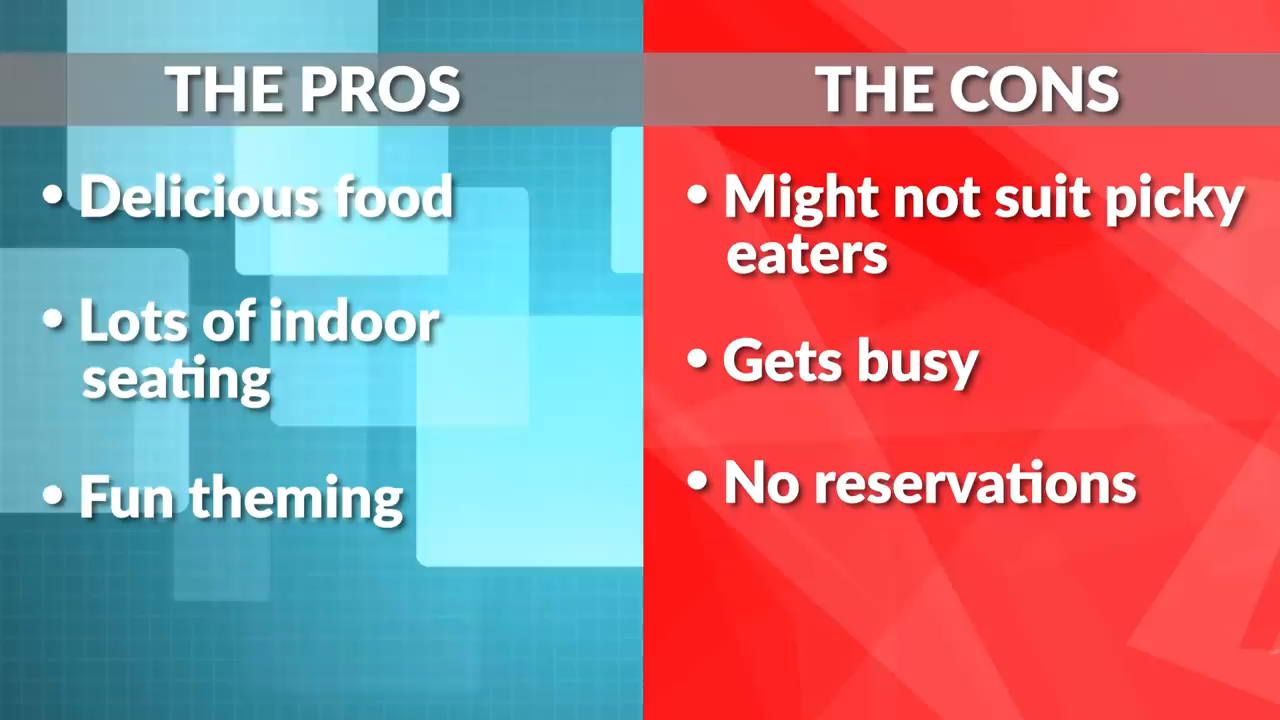 THE PROS
• Delicious food
• Lots of indoor
seating
• Fun theming
THE CONS
• Might not suit picky
eaters
• Gets busy
• No reservations